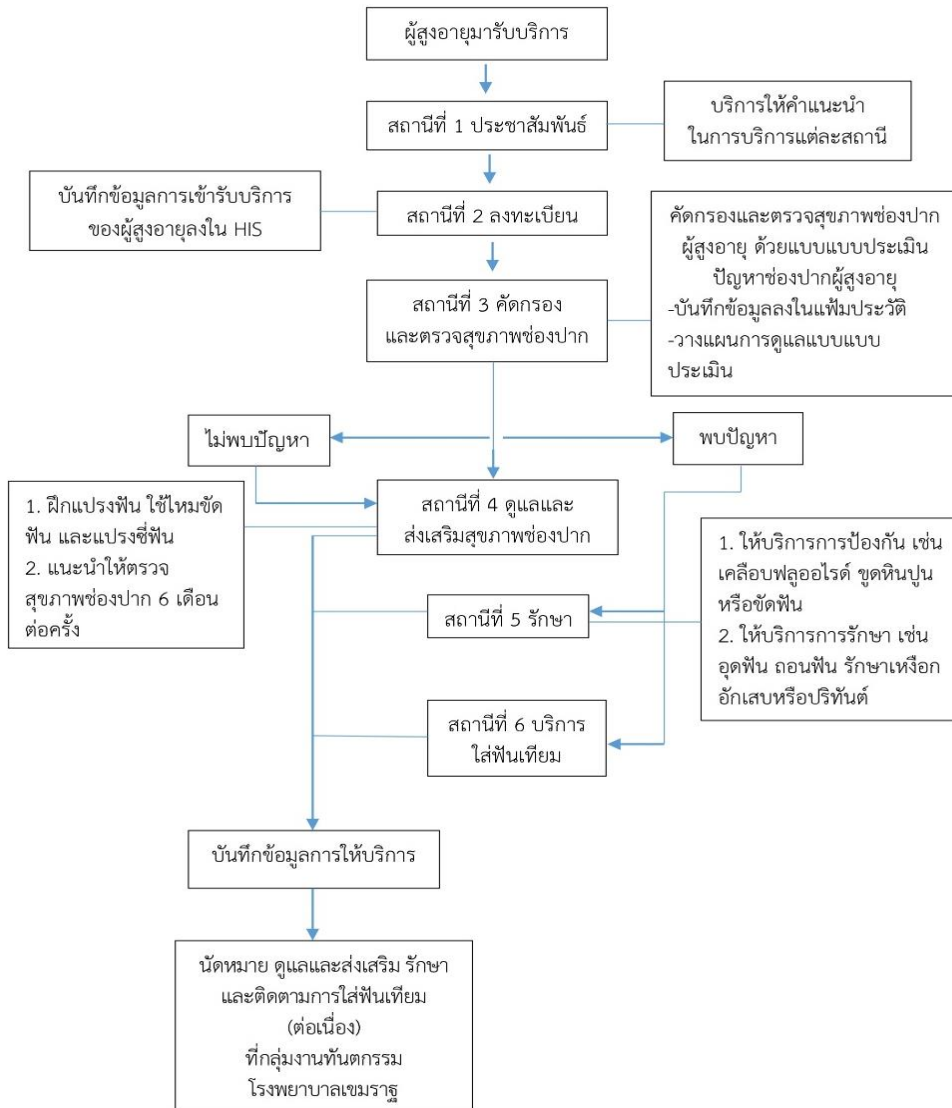 ผู้สูงอายุมารับบริการ
สถานีที่ 1 ประชาสัมพันธ์
บริการให้คำแนะนำ
ในการบริการแต่ละสถานี
บันทึกข้อมูลการเข้ารับบริการ
ของผู้สูงอายุลงใน HIS
สถานีที่ 2 ลงทะเบียน
คัดกรองและตรวจสุขภาพช่องปาก
ผู้สูงอายุ ด้วยแบบแบบประเมิน
ปัญหาช่องปากผู้สูงอายุ
-บันทึกข้อมูลลงในแฟ้มประวัติ
-วางแผนการดูแลแบบแบบ
ประเมิน
สถานีที่ 3 คัดกรอง
และตรวจสุขภาพช่องปาก
ไม่พบปัญหา
พบปัญหา
1. ฝึกแปรงฟัน ใช้ไหมขัด
ฟัน และแปรงซี่ฟัน
2. แนะนำให้ตรวจ
สุขภาพช่องปาก 6 เดือน
ต่อครั้ง
สถานีที่ 4 ดูแลและ
ส่งเสริมสุขภาพช่องปาก
1. ให้บริการการป้องกัน เช่น
เคลือบฟลูออไรด์ ขูดหินปูน
หรือขัดฟัน
2. ให้บริการการรักษา เช่น
อุดฟัน ถอนฟัน รักษาเหงือก
อักเสบหรือปริทันต์
สถานีที่ 5 รักษา
สถานีที่ 6 บริการ
ใส่ฟันเทียม
บันทึกข้อมูลการให้บริการ
นัดหมาย ดูแลและส่งเสริม รักษา
และติดตามการใส่ฟันเทียม
(ต่อเนื่อง)
ที่กลุ่มงานทันตกรรม
โรงพยาบาลเขมราฐ